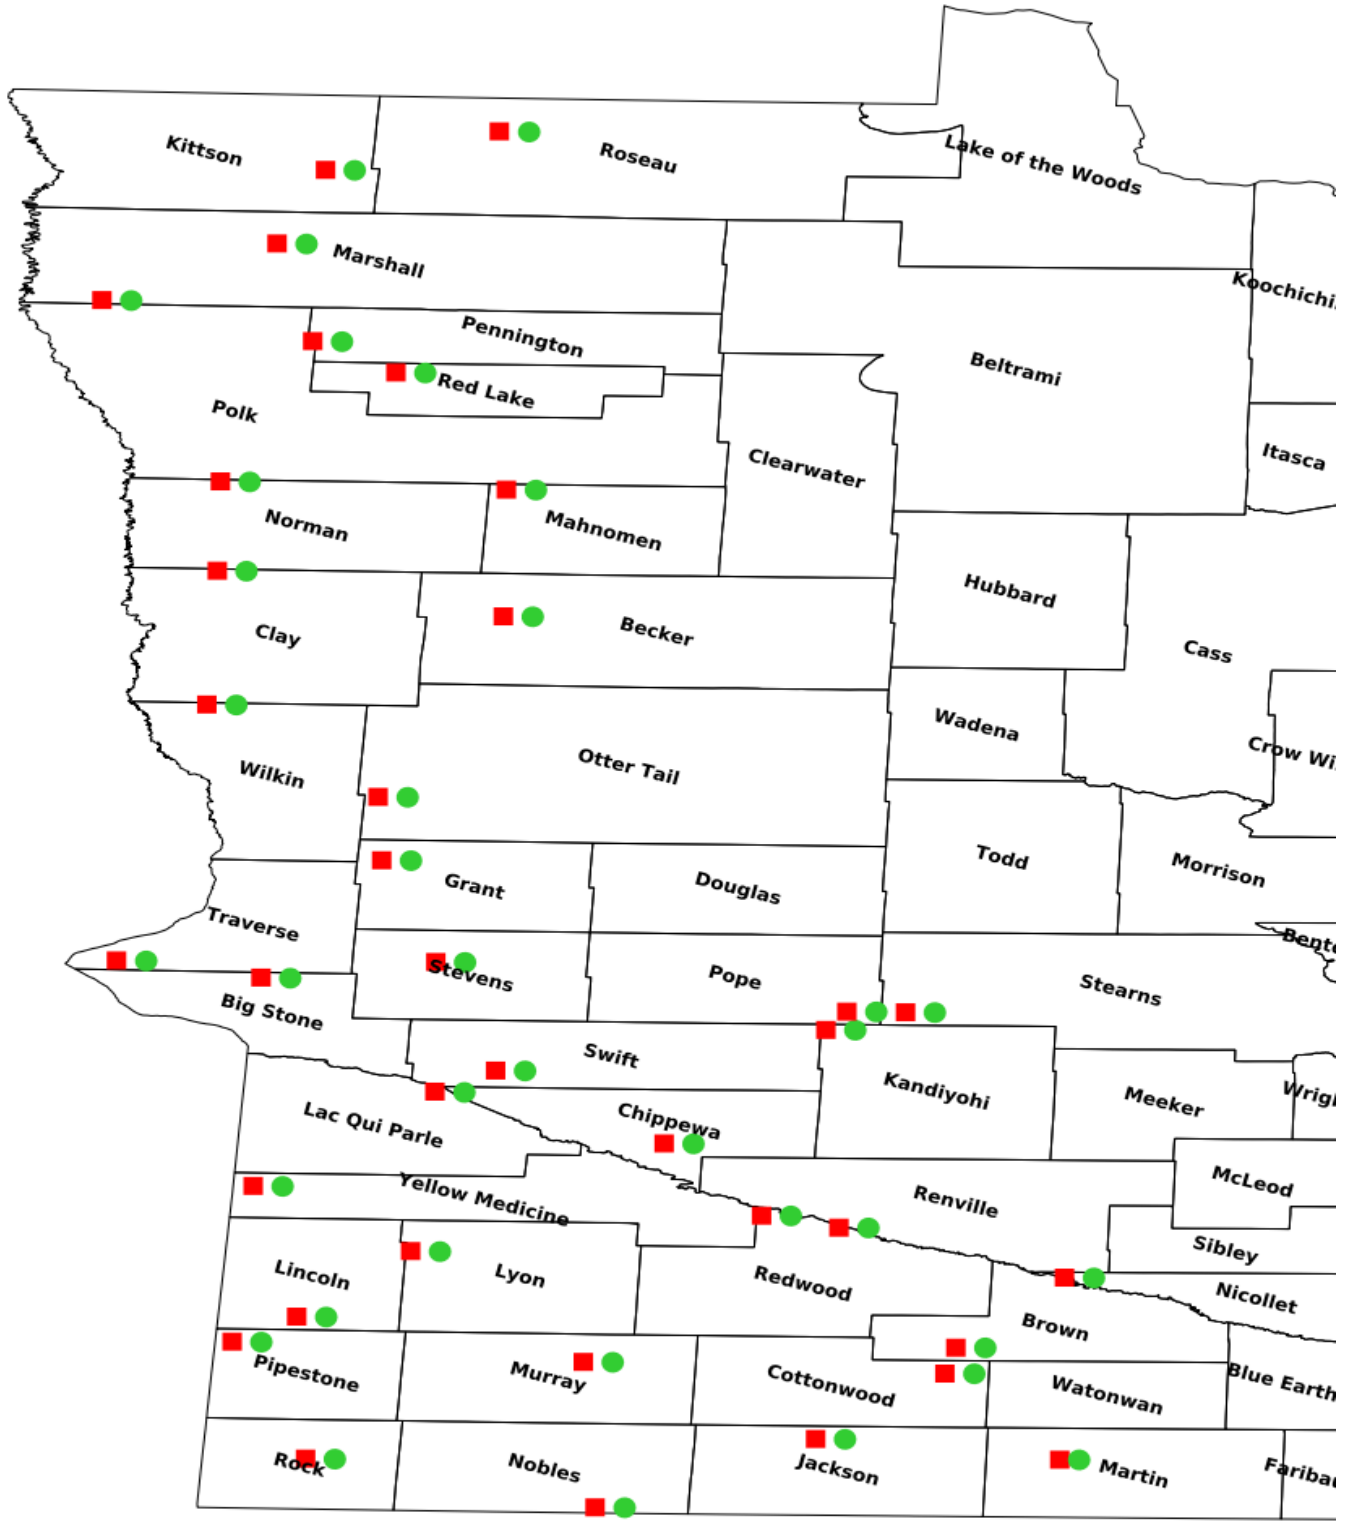 Kittson
Roseau
Lake of the Woods
Marshall
Koochichi
Pennington
Beltrami
Red Lake
Polk
Clearwater
Itasca
Norman
Mahnomen
Hubbard
Clay
Becker
Cass
Wadena
Crow Wi
Otter Tail
Wilkin
Todd
Morrison
Grant
Douglas
Traverse
Bento
Stevens
Pope
Stearns
Big Stone
Swift
Kandiyohi
Meeker
Wrigh
Lac Qui Parle
Chippewa
McLeod
Yellow Medicine
Renville
Sibley
Lincoln
Lyon
Redwood
Nicollet
Brown
Pipestone
Murray
Cottonwood
Watonwan
Blue Earth
Rock
Nobles
Jackson
Martin
Faribau